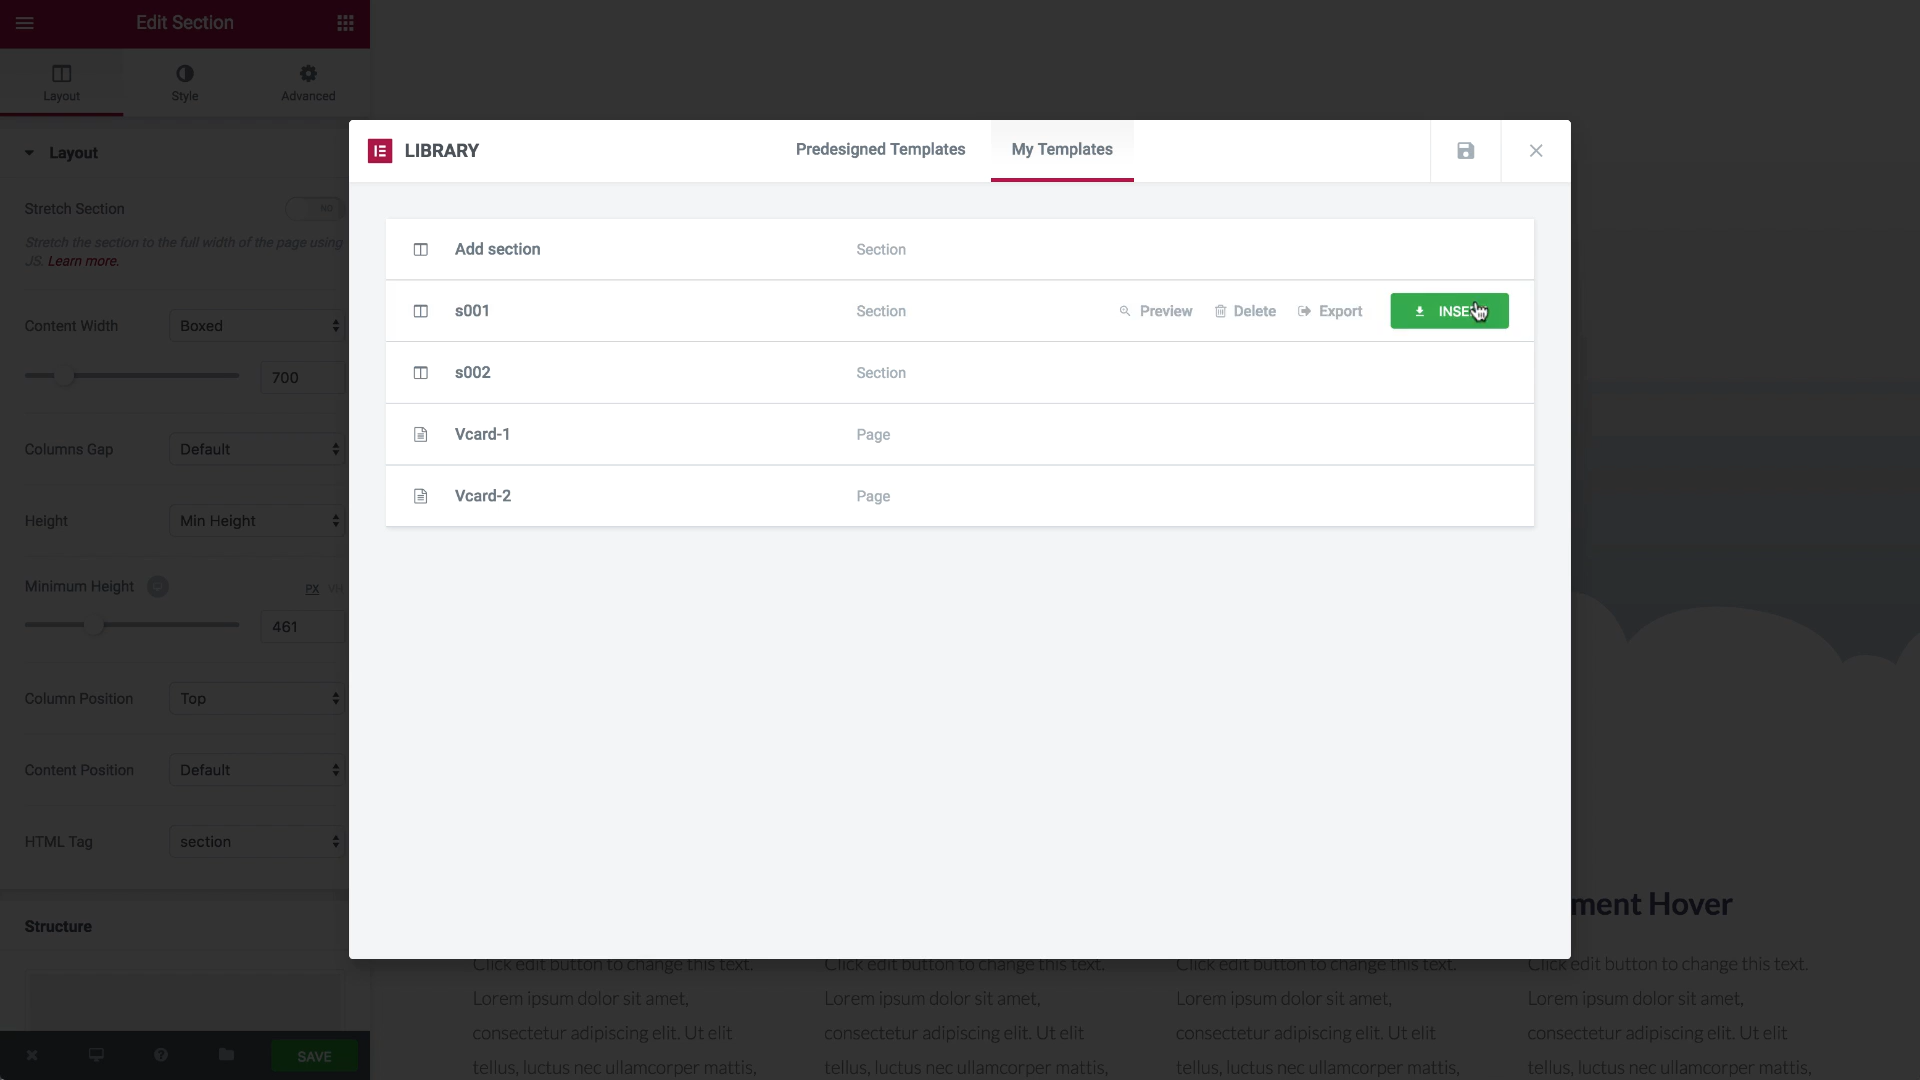 Edit Section
Layout
Style
Advanced
Layout
Stretch Section
NO
Stretch the section to the full width of the page using
JS. Learn more.
Content Width
Boxed
700
Columns Gap
Default
Height
Min Height
Minimum Height
PX VH
461
Column Position
Top
Content Position
Default
HTML Tag
section
Structure
SAVE
LIBRARY
Predesigned Templates
My Templates
Add section
Section
s001
Section
Preview
Delete
Export
s002
Section
Vcard-1
Page
Vcard-2
Page
Hover
Click edit button to change this text.
Lorem ipsum dolor sit amet,
consectetur adipiscing elit. Ut elit
tellus, luctus nec ullamcorper mattis,
Click edit button to change this text.
Lorem ipsum dolor sit amet,
consectetur adipiscing elit. Ut elit
tellus, luctus nec ullamcorper mattis,
Click edit button to change this text.
Lorem ipsum dolor sit amet,
consectetur adipiscing elit. Ut elit
tellus, luctus nec ullamcorper mattis,
Click edit button to change this text.
Lorem ipsum dolor sit amet,
consectetur adipiscing elit. Ut elit
tellus, luctus nec ullamcorper mattis,